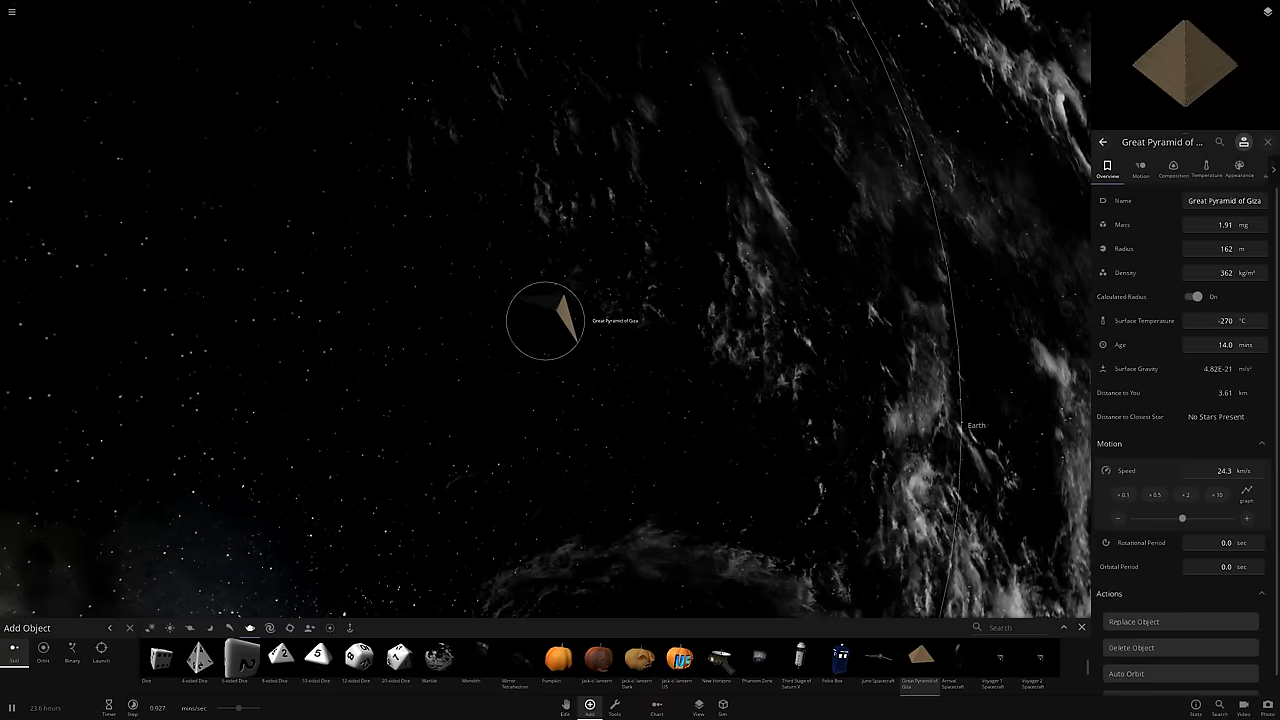 Great Pyramid of ...
Overview
Motion
Composition
Temperature
Appearance
Name
Great Pyramid of Giza
Mass
1.91 mg
Radius
162 m
Density
362 kg/m³
Calculated Radius
On
Surface Temperature
-270 °C
Age
14.0 mins
Surface Gravity
4.82E-21 m/s²
Distance to You
3.61 km
Distance to Closest Star
No Stars Present
Motion
Speed
24.3 km/s
× 0.1
× 0.5
× 2
× 10
graph
Rotational Period
0.0 sec
Orbital Period
0.0 sec
Actions
Replace Object
Delete Object
Auto Orbit
Great Pyramid of Giza
Earth
Add Object
Search
Still
Orbit
Binary
Launch
Dice
4-sided Dice
6-sided Dice
8-sided Dice
10-sided Dice
12-sided Dice
20-sided Dice
Marble
Monolith
Mirror Tetrahedron
Pumpkin
Jack-o'-lantern
Jack-o'-lantern Dark
Jack-o'-lantern US
New Horizons
Phantom Zone
Third Stage of Saturn V
Police Box
Juno Spacecraft
Great Pyramid of Giza
Arrival Spacecraft
Voyager 1 Spacecraft
Voyager 2 Spacecraft
23.6 hours
Timer
Step
0.927 mins/sec
Edit
Add
Tools
Chart
View
Sim
Stats
Search
Video
Photo